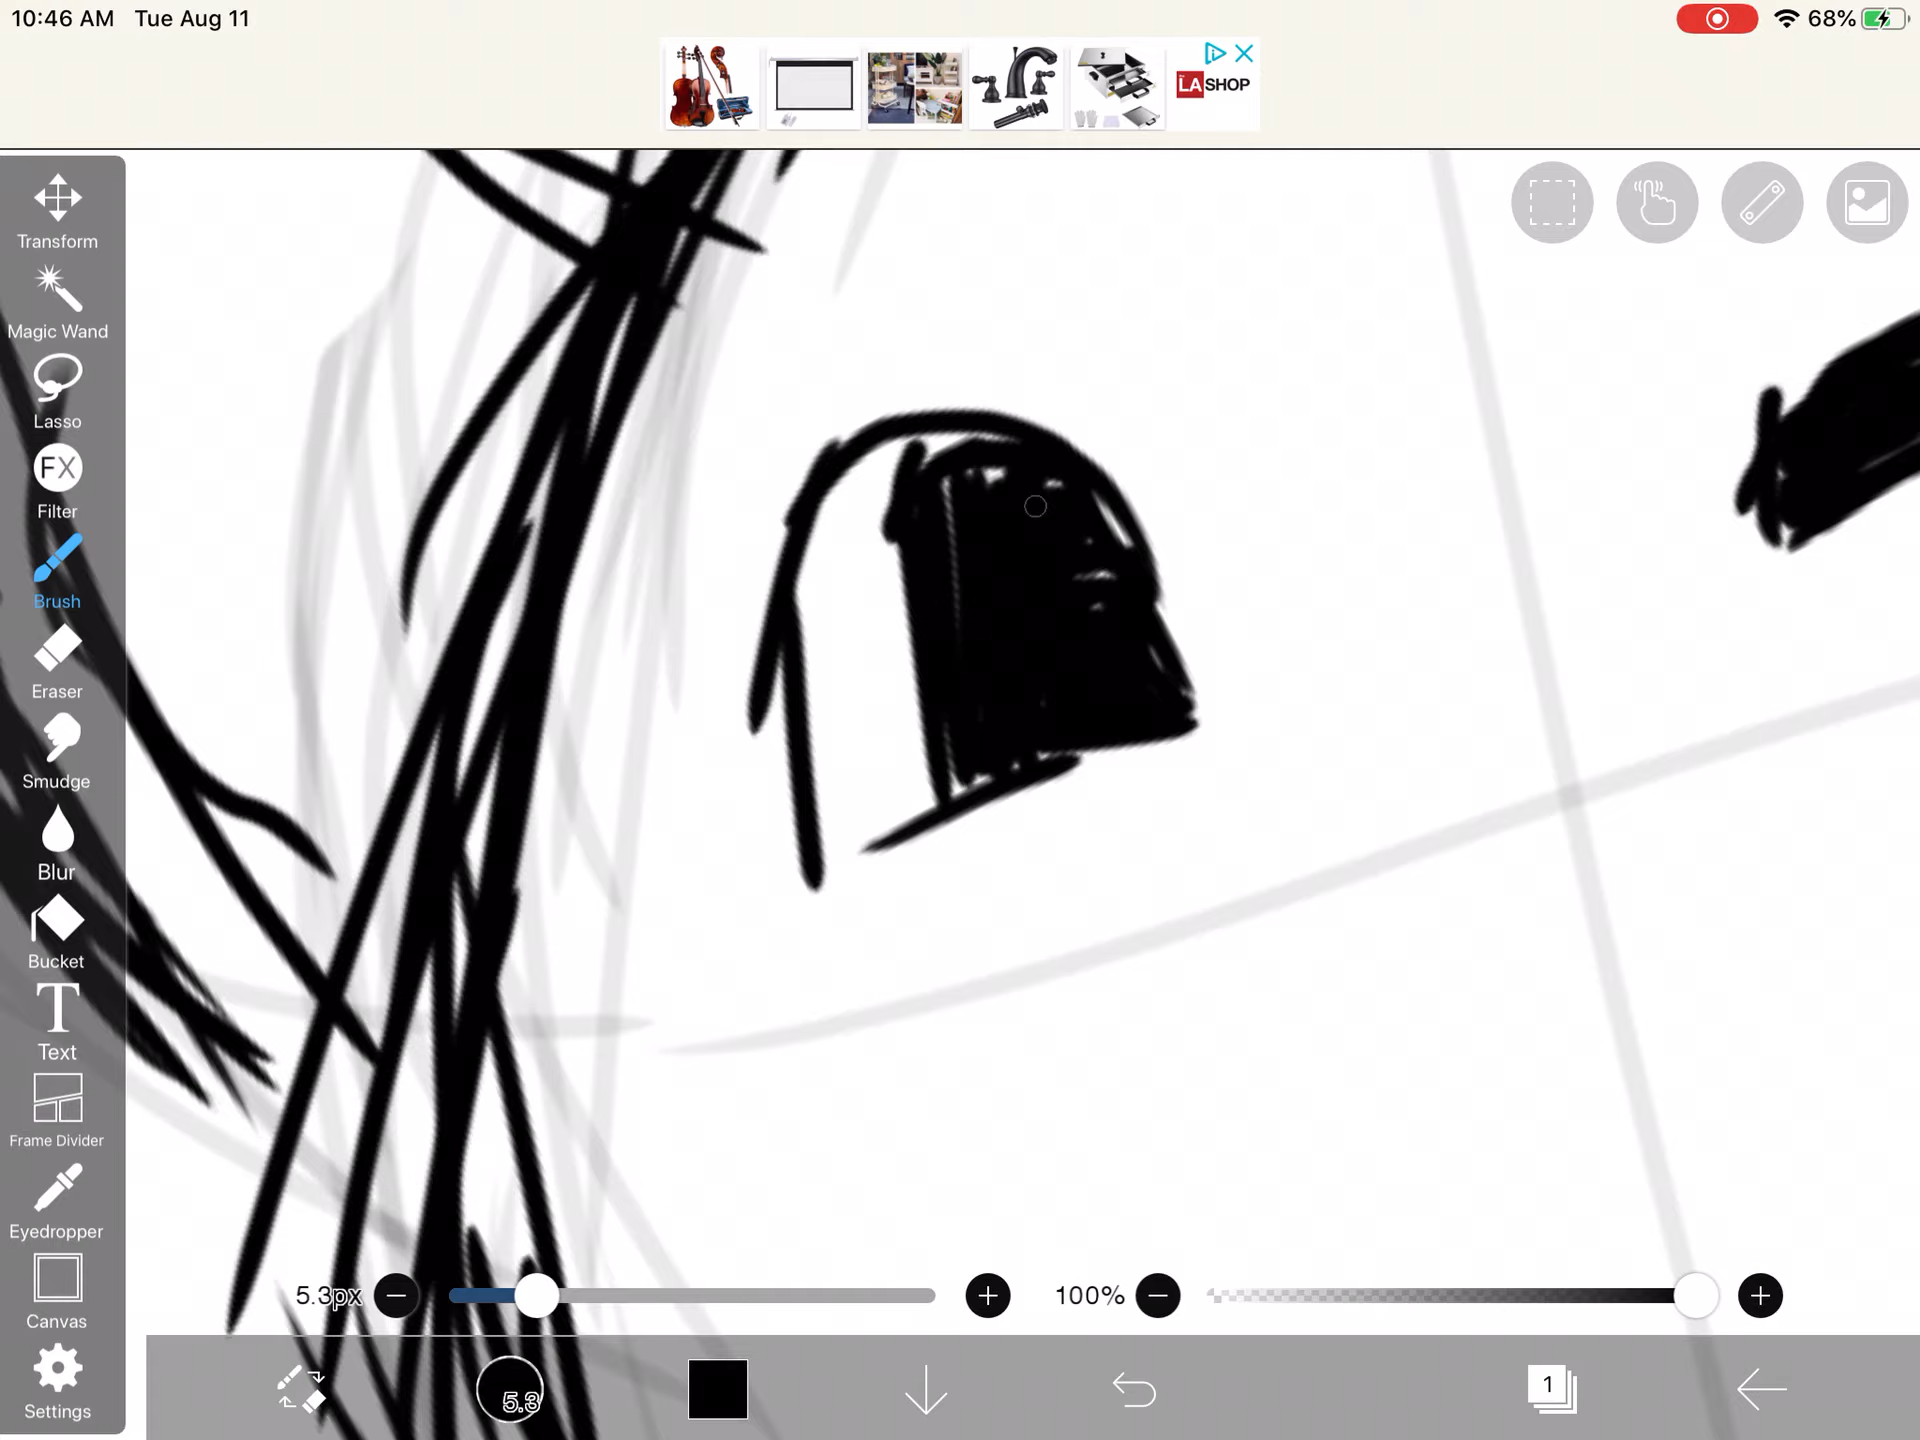 10:46 AM Tue Aug 11
68%
LA SHOP
Transform
Magic Wand
Lasso
FX
Filter
Brush
Eraser
Smudge
Blur
Bucket
T
Text
Frame Divider
Eyedropper
Canvas
Settings
5.3px
100%
5.3
1